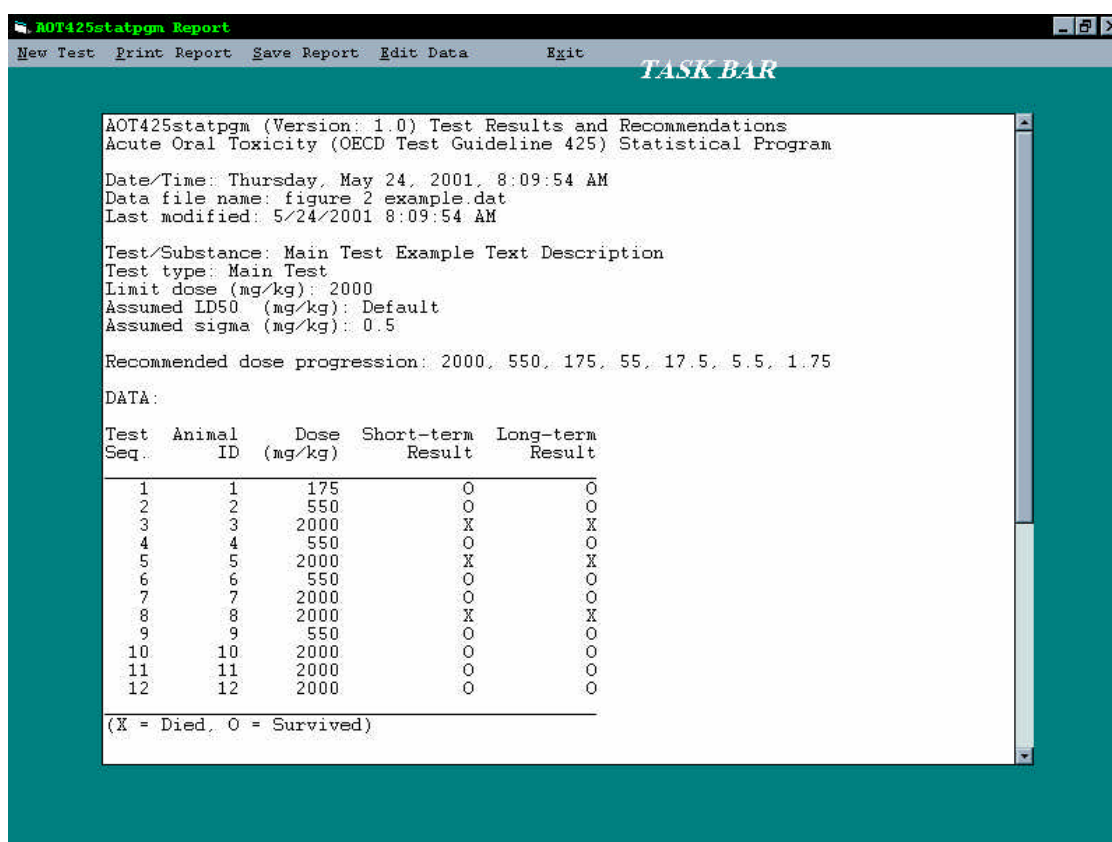 AOT425statpgm Report
New Test Print Report Save Report Edit Data Exit
TASK BAR
AOT425statpgm (Version: 1.0) Test Results and Recommendations
Acute Oral Toxicity (OECD Test Guideline 425) Statistical Program
Date/Time: Thursday, May 24, 2001, 8:09:54 AM
Data file name: figure 2 example.dat
Last modified: 5/24/2001 8:09:54 AM
Test/Substance: Main Test Example Text Description
Test type: Main Test
Limit dose (mg/kg): 2000
Assumed LD50 (mg/kg): Default
Assumed sigma (mg/kg): 0.5
Recommended dose progression: 2000, 550, 175, 55, 17.5, 5.5, 1.75
DATA:
Test Animal Dose Short-term Long-term
Seq. ID (mg/kg) Result Result
1 1 175 O O
2 2 550 O O
3 3 2000 X X
4 4 550 O O
5 5 2000 X X
6 6 550 O O
7 7 2000 O O
8 8 2000 X X
9 9 550 O O
10 10 2000 O O
11 11 2000 O O
12 12 2000 O O
(X = Died, O = Survived)